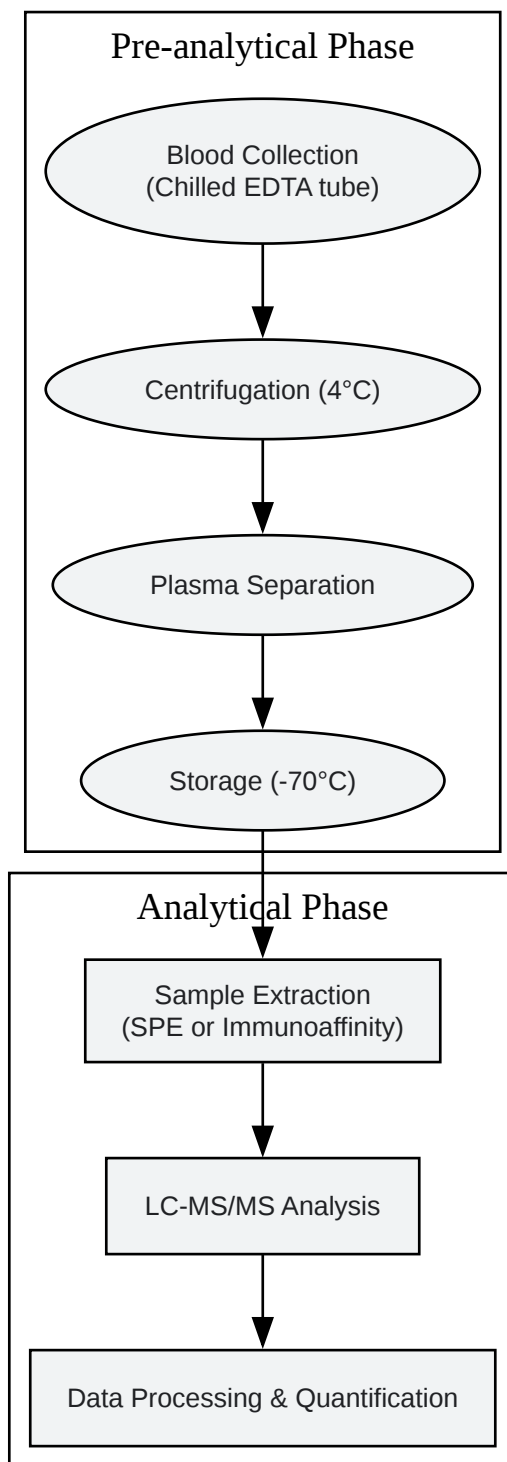 Pre-analytical Phase
Blood Collection
(Chilled EDTA tube)
Centrifugation (4°C)
Plasma Separation
Storage (-70°C)
Analytical Phase
Sample Extraction
(SPE or Immunoaffinity)
LC-MS/MS Analysis
Data Processing & Quantification